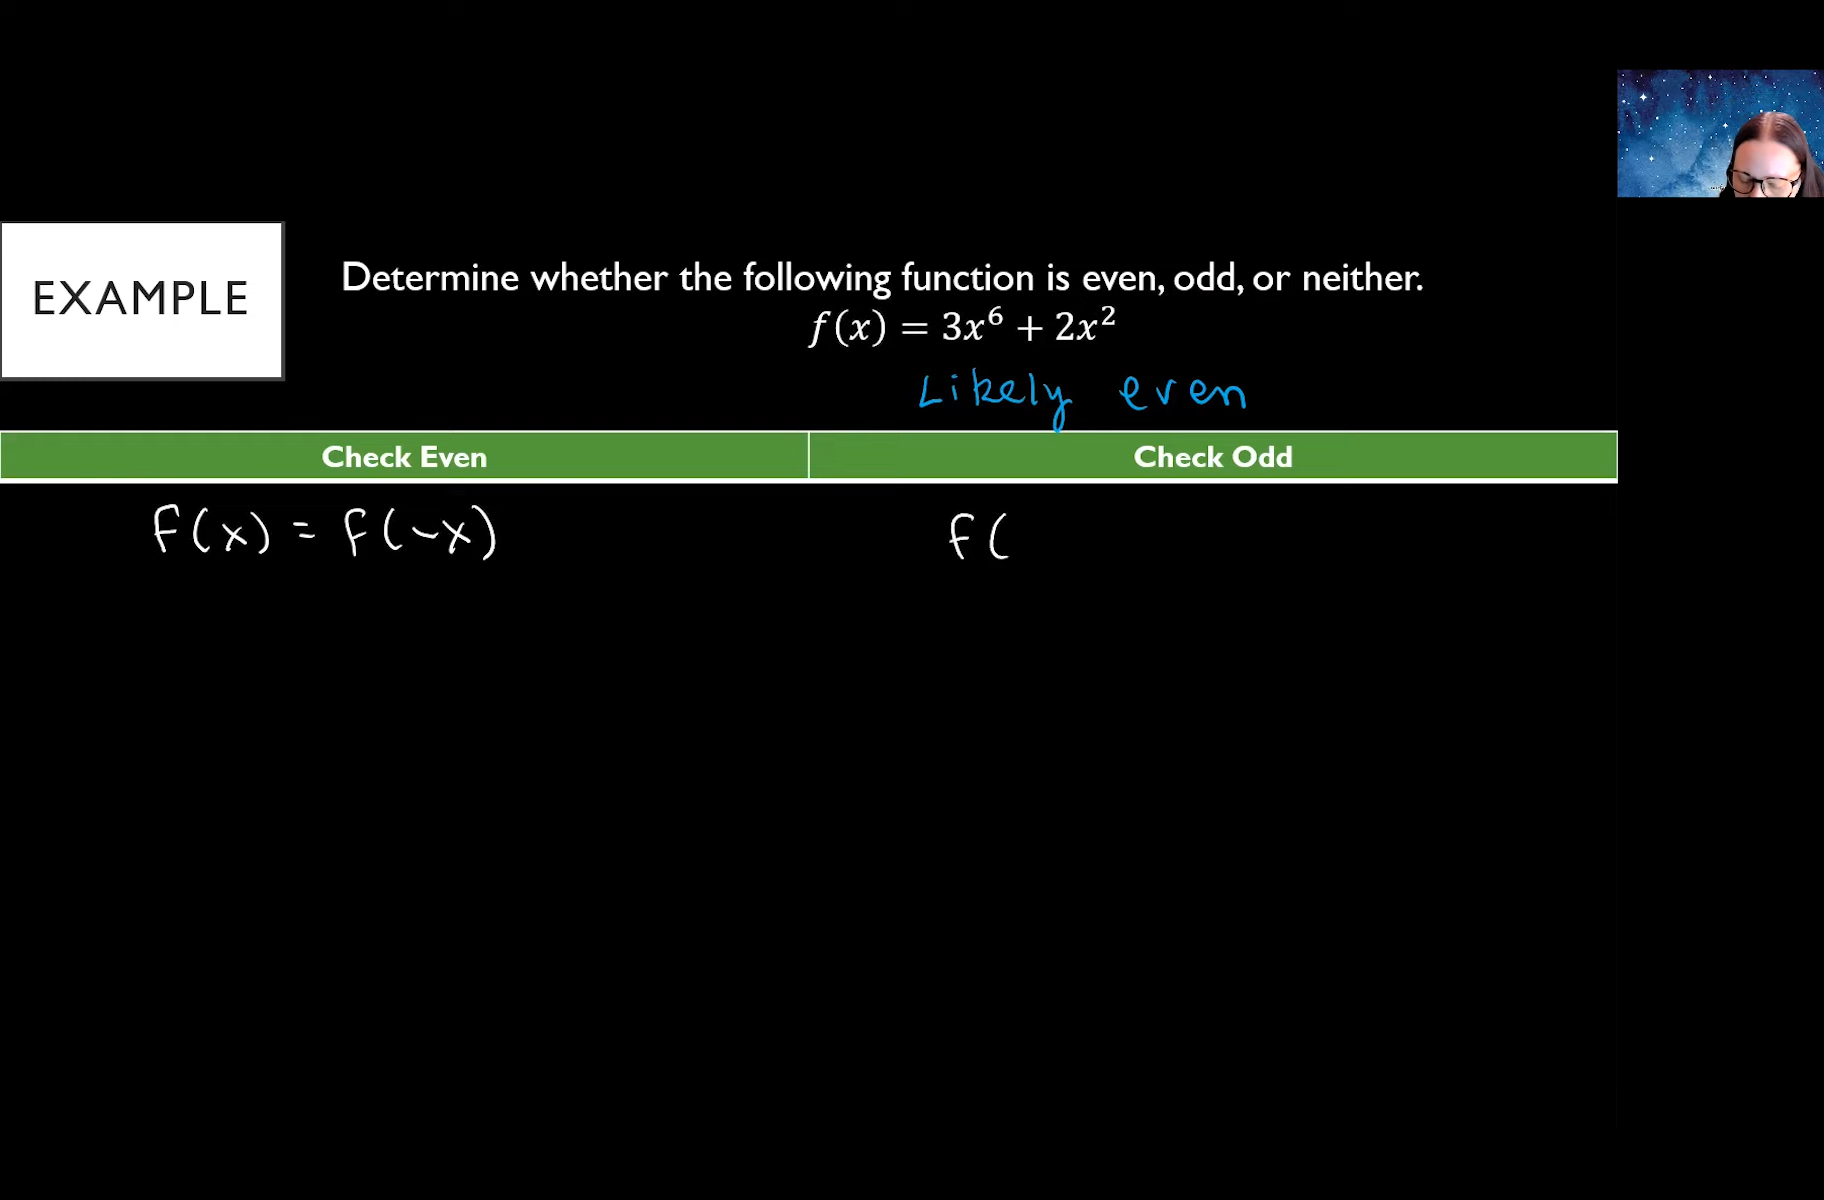 EXAMPLE
Determine whether the following function is even, odd, or neither.
f(x) = 3x⁶ + 2x²
Likely even
Check Even
Check Odd
f(x) = f(-x)
f(